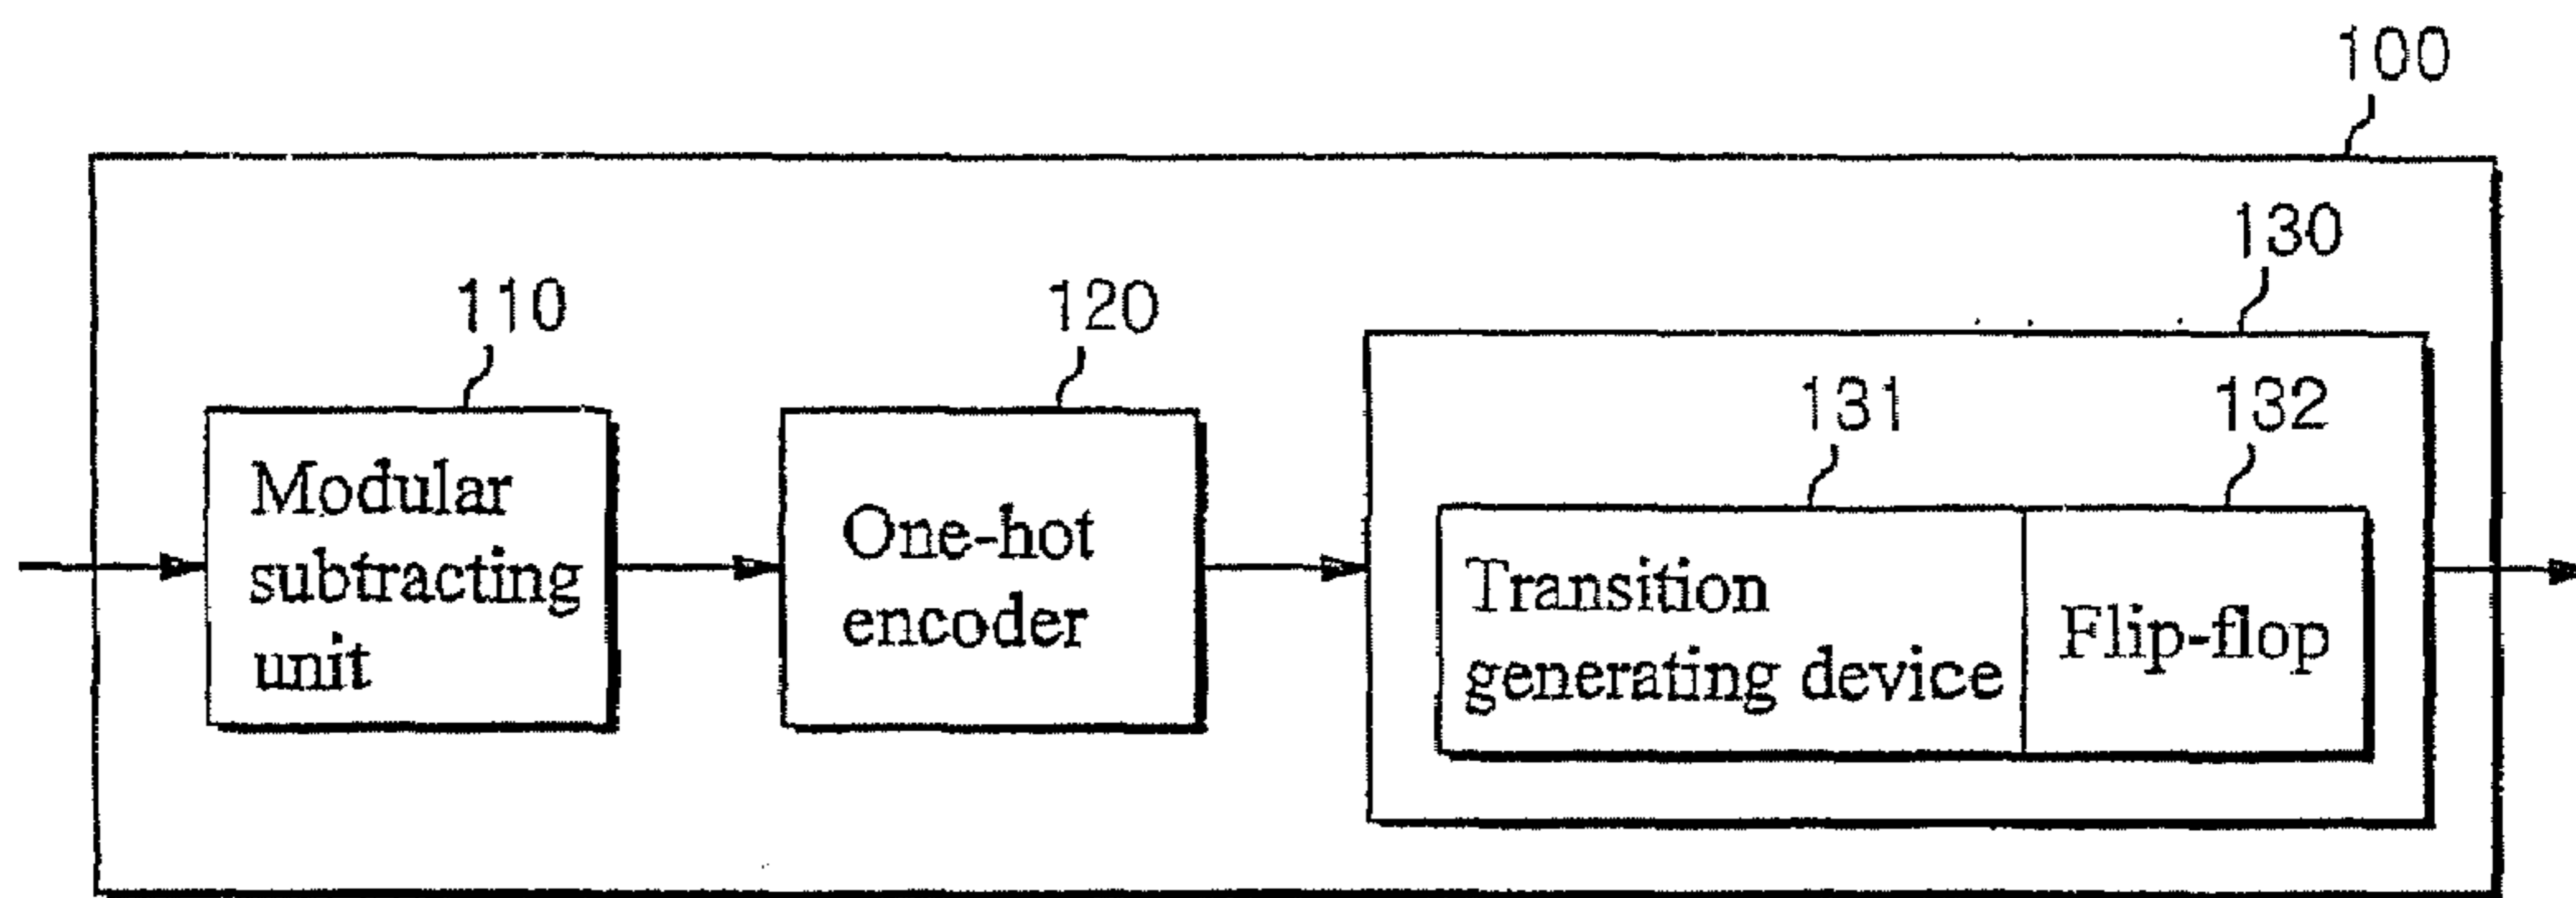 100
130
110
120
131
132
Modular
subtracting
unit
One-hot
encoder
Transition
generating device
Flip-flop